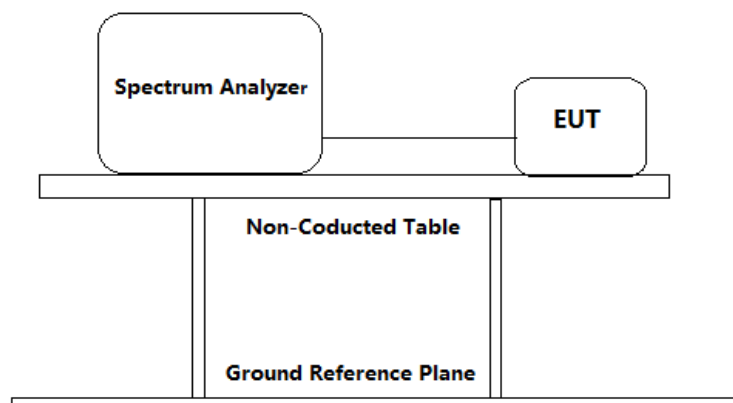 Spectrum Analyzer
EUT
Non-Coducted Table
Ground Reference Plane